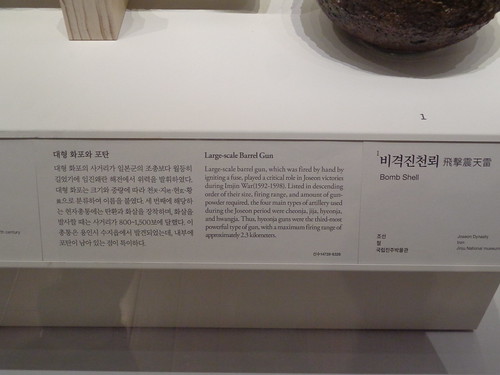 1
대형 화포와 포탄
대형 화포의 사거리가 일본군의 조총보다 월등히
길었기에 임진왜란 해전에서 위력을 발휘하였다.
대형 화포는 크기와 중량에 따라 천·지·현·황
으로 분류하여 이름을 붙였다. 세 번째에 해당하
는 현자총통에는 탄환과 화살을 장착하며, 화살을
발사할 때는 사거리가 800~1,500보에 달했다. 이
총통은 용인시 수지읍에서 발견되었는데, 내부에
포탄이 남아 있는 점이 특이하다.
Large-scale Barrel Gun
Large-scale barrel gun, which was fired by hand by
igniting a fuse, played a critical role in Joseon victories
during Imjin War(1592-1598). Listed in descending
order of their size, firing range, and amount of gun-
powder required, the four main types of artillery used
during the Joseon period were cheonja, jija, hyeonja,
and hwangja. Thus, hyeonja guns were the third-most
powerful type of gun, with a maximum firing range of
approximately 2.3 kilometers.
1
비격진천뢰 飛擊震天雷
Bomb Shell
조선
철
국립진주박물관
Joseon Dynasty
Iron
Jinju National museum
th century